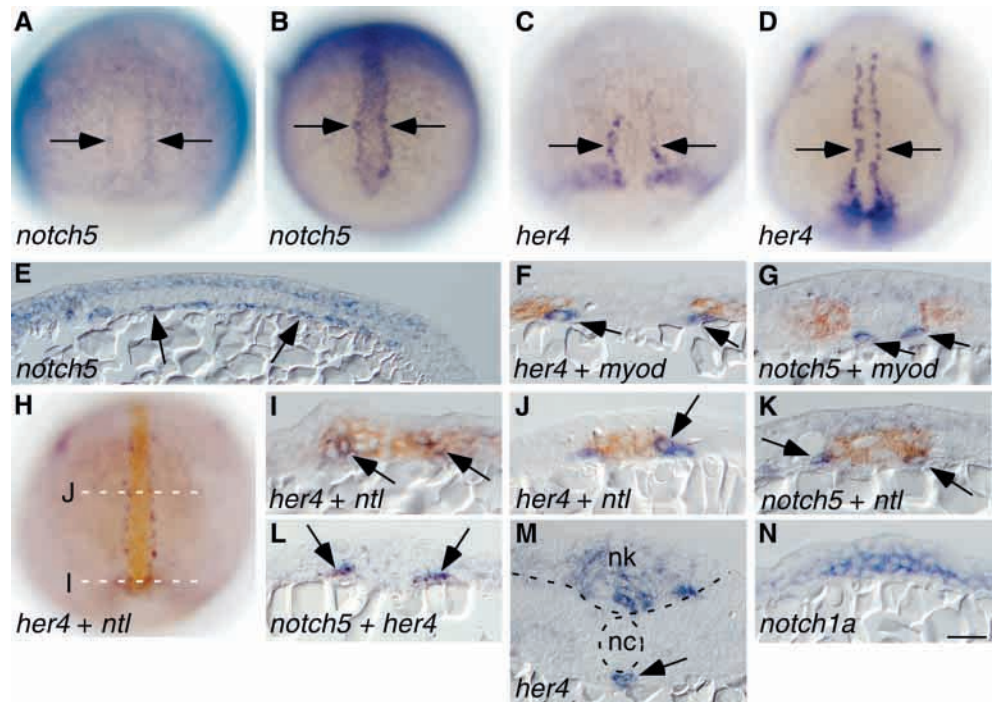 A
notch5
B
notch5
C
her4
D
her4
E
notch5
F
her4 + myod
G
notch5 + myod
H
J
I
her4 + ntl
I
her4 + ntl
J
her4 + ntl
K
notch5 + ntl
L
notch5 + her4
M
nk
nc
her4
N
notch1a